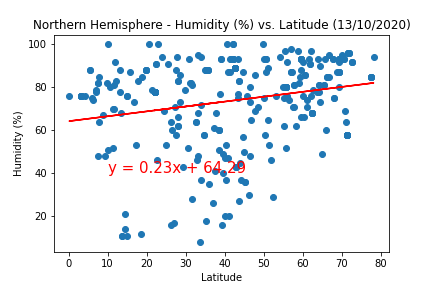 Northern Hemisphere - Humidity (%) vs. Latitude (13/10/2020)
100
80
60
40
20
Humidity (%)
y = 0.23x + 64.29
0 10 20 30 40 50 60 70 80
Latitude